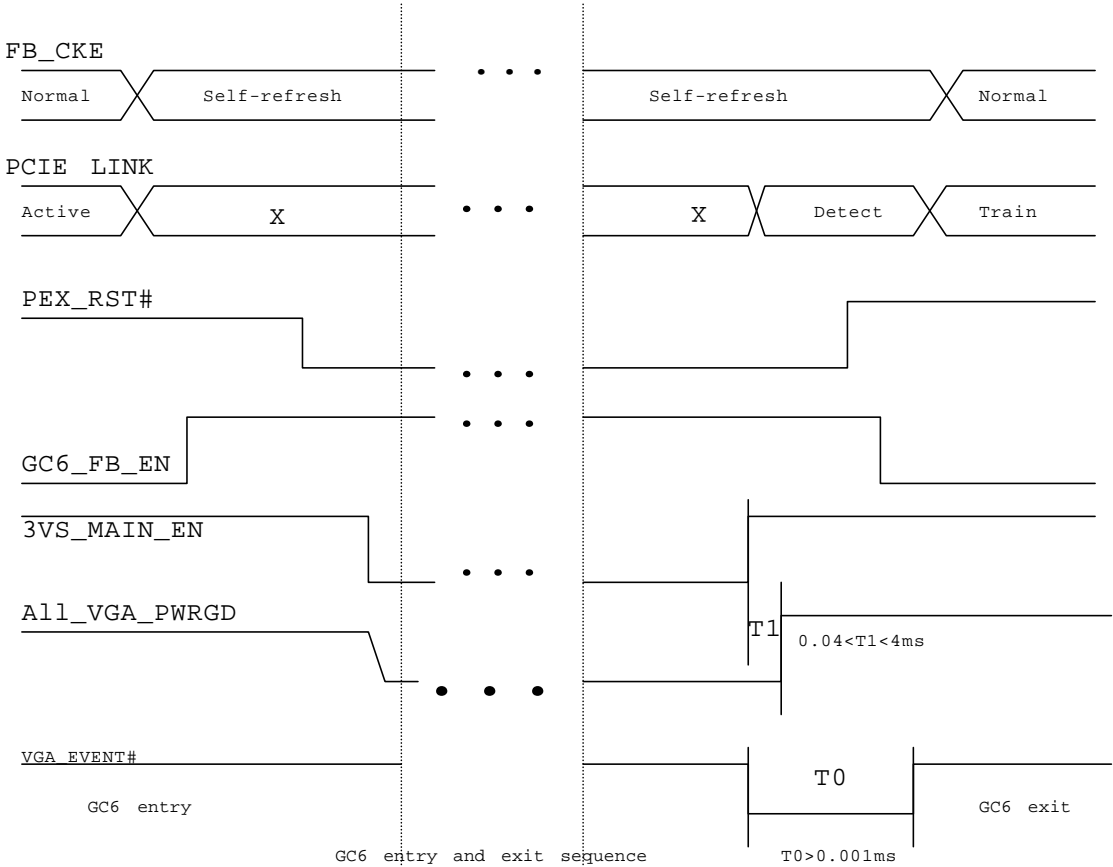 FB_CKE
Normal Self-refresh Self-refresh Normal
PCIE LINK
Active X X Detect Train
PEX_RST#
GC6_FB_EN
3VS_MAIN_EN
All_VGA_PWRGD
T1 0.04<T1<4ms
VGA_EVENT#
T0
GC6 entry GC6 exit
GC6 entry and exit sequence T0>0.001ms